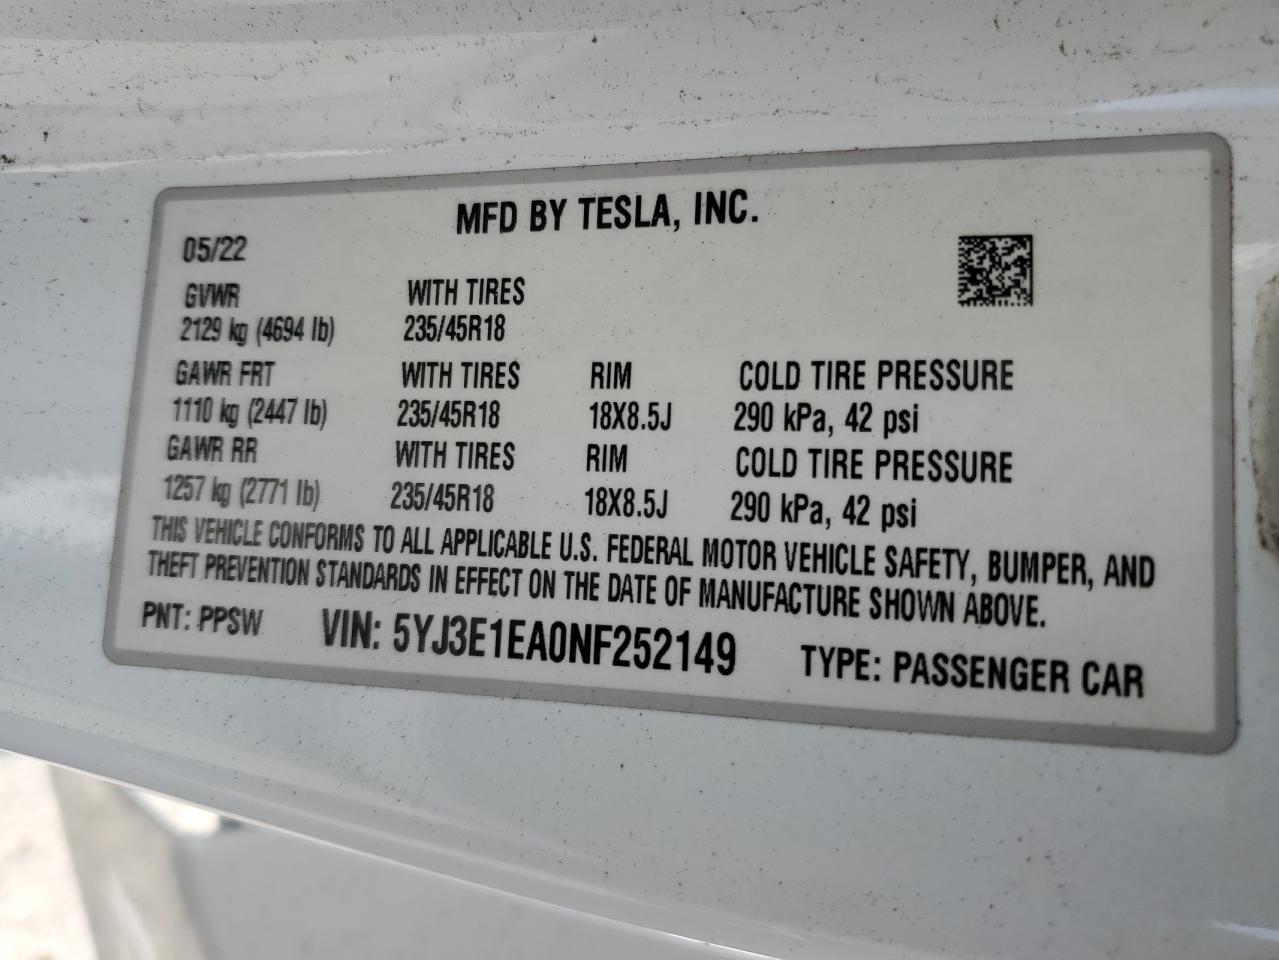 MFD BY TESLA, INC.
05/22
GVWR WITH TIRES
2129 kg (4694 lb) 235/45R18
GAWR FRT WITH TIRES RIM COLD TIRE PRESSURE
1110 kg (2447 lb) 235/45R18 18X8.5J 290 kPa, 42 psi
GAWR RR WITH TIRES RIM COLD TIRE PRESSURE
1257 kg (2771 lb) 235/45R18 18X8.5J 290 kPa, 42 psi
THIS VEHICLE CONFORMS TO ALL APPLICABLE U.S. FEDERAL MOTOR VEHICLE SAFETY, BUMPER, AND
THEFT PREVENTION STANDARDS IN EFFECT ON THE DATE OF MANUFACTURE SHOWN ABOVE.
PNT: PPSW VIN: 5YJ3E1EA0NF252149 TYPE: PASSENGER CAR